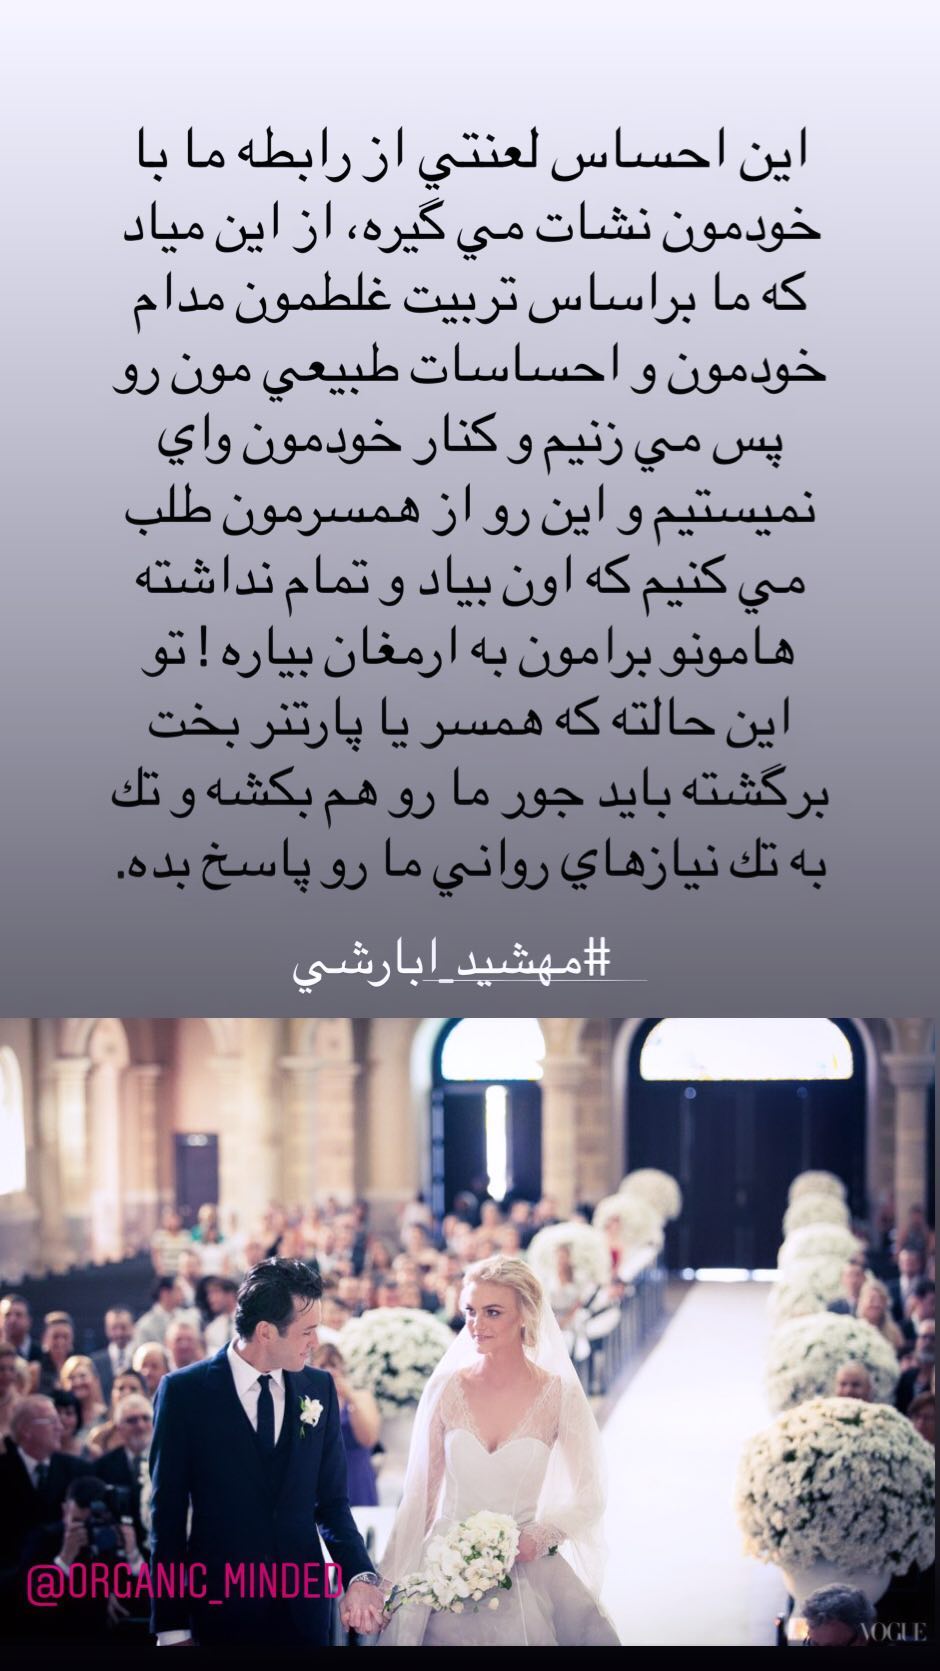 اين احساس لعنتي از رابطه ما با
خودمون نشات مي گيره، از اين مياد
كه ما براساس تربيت غلطمون مدام
خودمون و احساسات طبيعي مون رو
پس مي زنيم و كنار خودمون واي
نميستيم و اين رو از همسرمون طلب
مي كنيم كه اون بياد و تمام نداشته
هامونو برامون به ارمغان بياره ! تو
اين حالته كه همسر يا پارتنر بخت
برگشته بايد جور ما رو هم بكشه و تك
به تك نيازهاي رواني ما رو پاسخ بده.
#مهشيد_ابارشي
@ORGANIC_MINDED
VOGUE